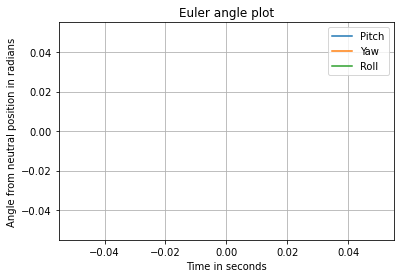 Euler angle plot
Pitch
Yaw
Roll
Angle from neutral position in radians
0.04
0.02
0.00
−0.02
−0.04
−0.04
−0.02
0.00
0.02
0.04
Time in seconds